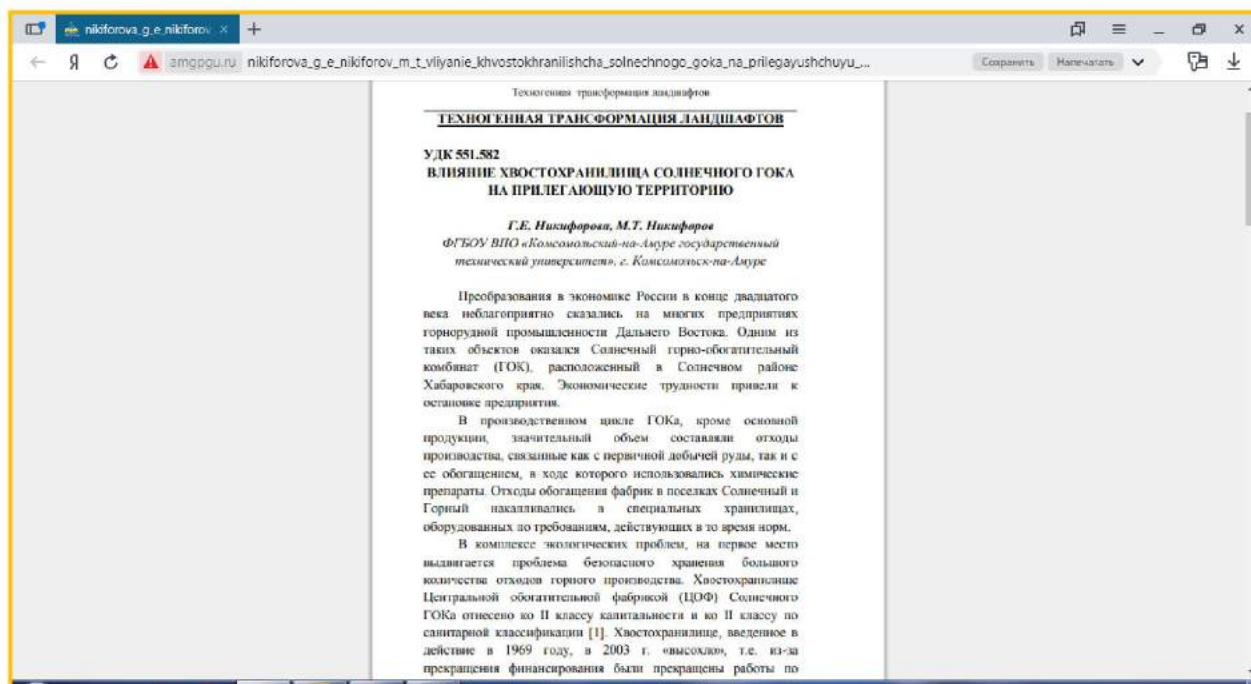 nikiforova_g_e_nikiforov
amgpgu.ru nikiforova_g_e_nikiforov_m_t_vliyanie_khvostokhranilishcha_solnechnogo_goka_na_prilegayushchuyu_...
Сохранить Напечатать
Техногенная трансформация ландшафтов
ТЕХНОГЕННАЯ ТРАНСФОРМАЦИЯ ЛАНДШАФТОВ
УДК 551.582
ВЛИЯНИЕ ХВОСТОХРАНИЛИЩА СОЛНЕЧНОГО ГОКА
НА ПРИЛЕГАЮЩУЮ ТЕРРИТОРИЮ
Г.Е. Никифорова, М.Т. Никифоров
ФГБОУ ВПО «Комсомольский-на-Амуре государственный
технический университет», г. Комсомольск-на-Амуре
Преобразования в экономике России в конце двадцатого
века неблагоприятно сказались на многих предприятиях
горнорудной промышленности Дальнего Востока. Одним из
таких объектов оказался Солнечный горно-обогатительный
комбинат (ГОК), расположенный в Солнечном районе
Хабаровского края. Экономические трудности привели к
остановке предприятия.
В производственном цикле ГОКа, кроме основной
продукции, значительный объем составляли отходы
производства, связанные как с первичной добычей руды, так и с
ее обогащением, в ходе которого использовались химические
препараты. Отходы обогащения фабрик в поселках Солнечный и
Горный накапливались в специальных хранилищах,
оборудованных по требованиям, действующих в то время норм.
В комплексе экологических проблем, на первое место
выдвигается проблема безопасного хранения большого
количества отходов горного производства. Хвостохранилище
Центральной обогатительной фабрикой (ЦОФ) Солнечного
ГОКа отнесено ко II классу капитальности и ко II классу по
санитарной классификации [1]. Хвостохранилище, введенное в
действие в 1969 году, в 2003 г. «высохло», т.е. из-за
прекращения финансирования были прекращены работы по